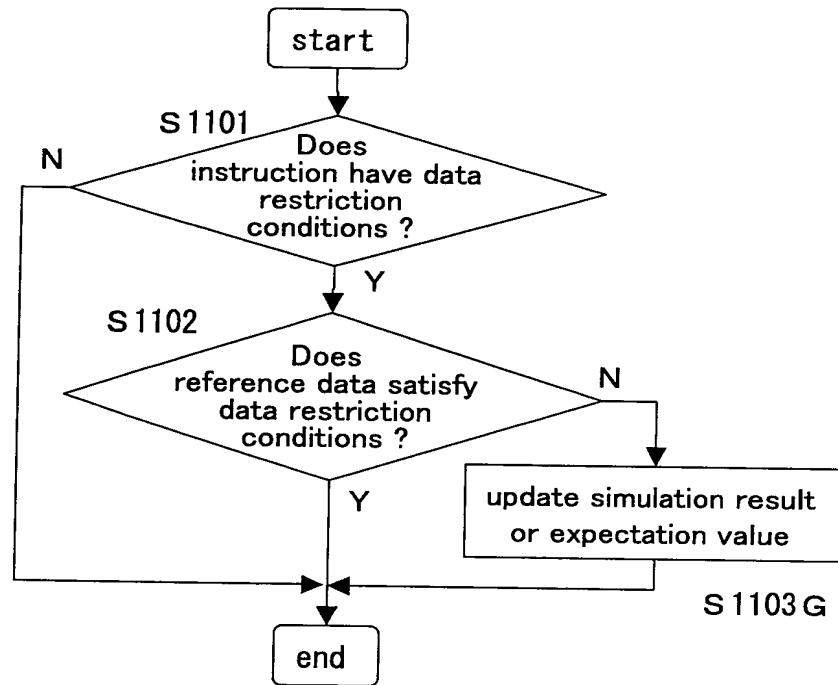 start
S1101
N
Does
instruction have data
restriction
conditions ?
Y
S1102
Does
reference data satisfy
data restriction
conditions ?
N
Y
update simulation result
or expectation value
S1103G
end